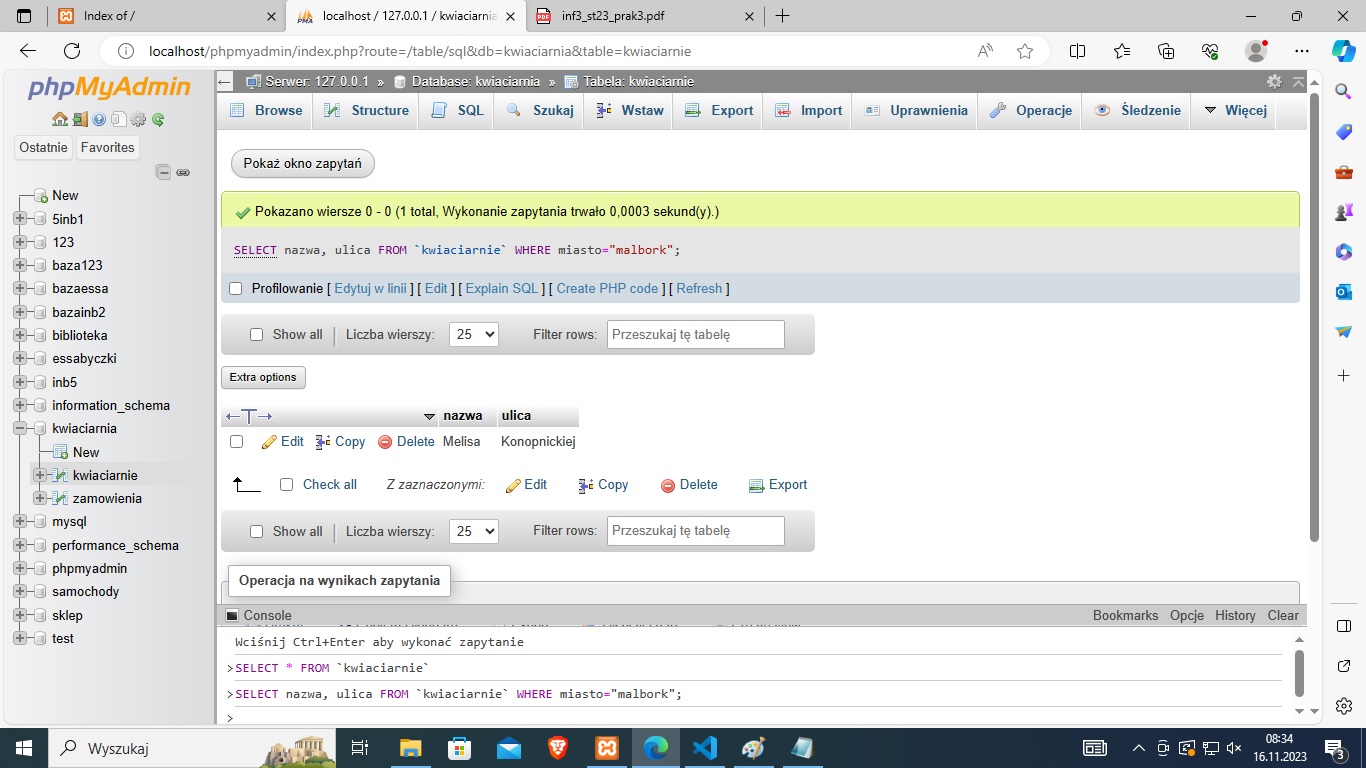 Index of /
localhost / 127.0.0.1 / kwiaciarnia
inf3_st23_prak3.pdf
localhost/phpmyadmin/index.php?route=/table/sql&db=kwiaciarnia&table=kwiaciarnie
phpMyAdmin
Ostatnie Favorites
New
5inb1
123
baza123
bazaessa
bazainb2
biblioteka
essabyczki
inb5
information_schema
kwiaciarnia
New
kwiaciarnie
zamowienia
mysql
performance_schema
phpmyadmin
samochody
sklep
test
Serwer: 127.0.0.1 » Database: kwiaciarnia » Tabela: kwiaciarnie
Browse Structure SQL Szukaj Wstaw Export Import Uprawnienia Operacje Śledzenie Więcej
Pokaż okno zapytań
Pokazano wiersze 0 - 0 (1 total, Wykonanie zapytania trwało 0,0003 sekund(y).)
SELECT nazwa, ulica FROM `kwiaciarnie` WHERE miasto="malbork";
Profilowanie [ Edytuj w linii ] [ Edit ] [ Explain SQL ] [ Create PHP code ] [ Refresh ]
Show all | Liczba wierszy: 25 Filter rows: Przeszukaj tę tabelę
Extra options
←T→ nazwa ulica
Edit Copy Delete Melisa Konopnickiej
Check all Z zaznaczonymi: Edit Copy Delete Export
Show all | Liczba wierszy: 25 Filter rows: Przeszukaj tę tabelę
Operacja na wynikach zapytania
Console Bookmarks Opcje History Clear
Wciśnij Ctrl+Enter aby wykonać zapytanie
>SELECT * FROM `kwiaciarnie`
>SELECT nazwa, ulica FROM `kwiaciarnie` WHERE miasto="malbork";
>
Wyszukaj
08:34
16.11.2023
3